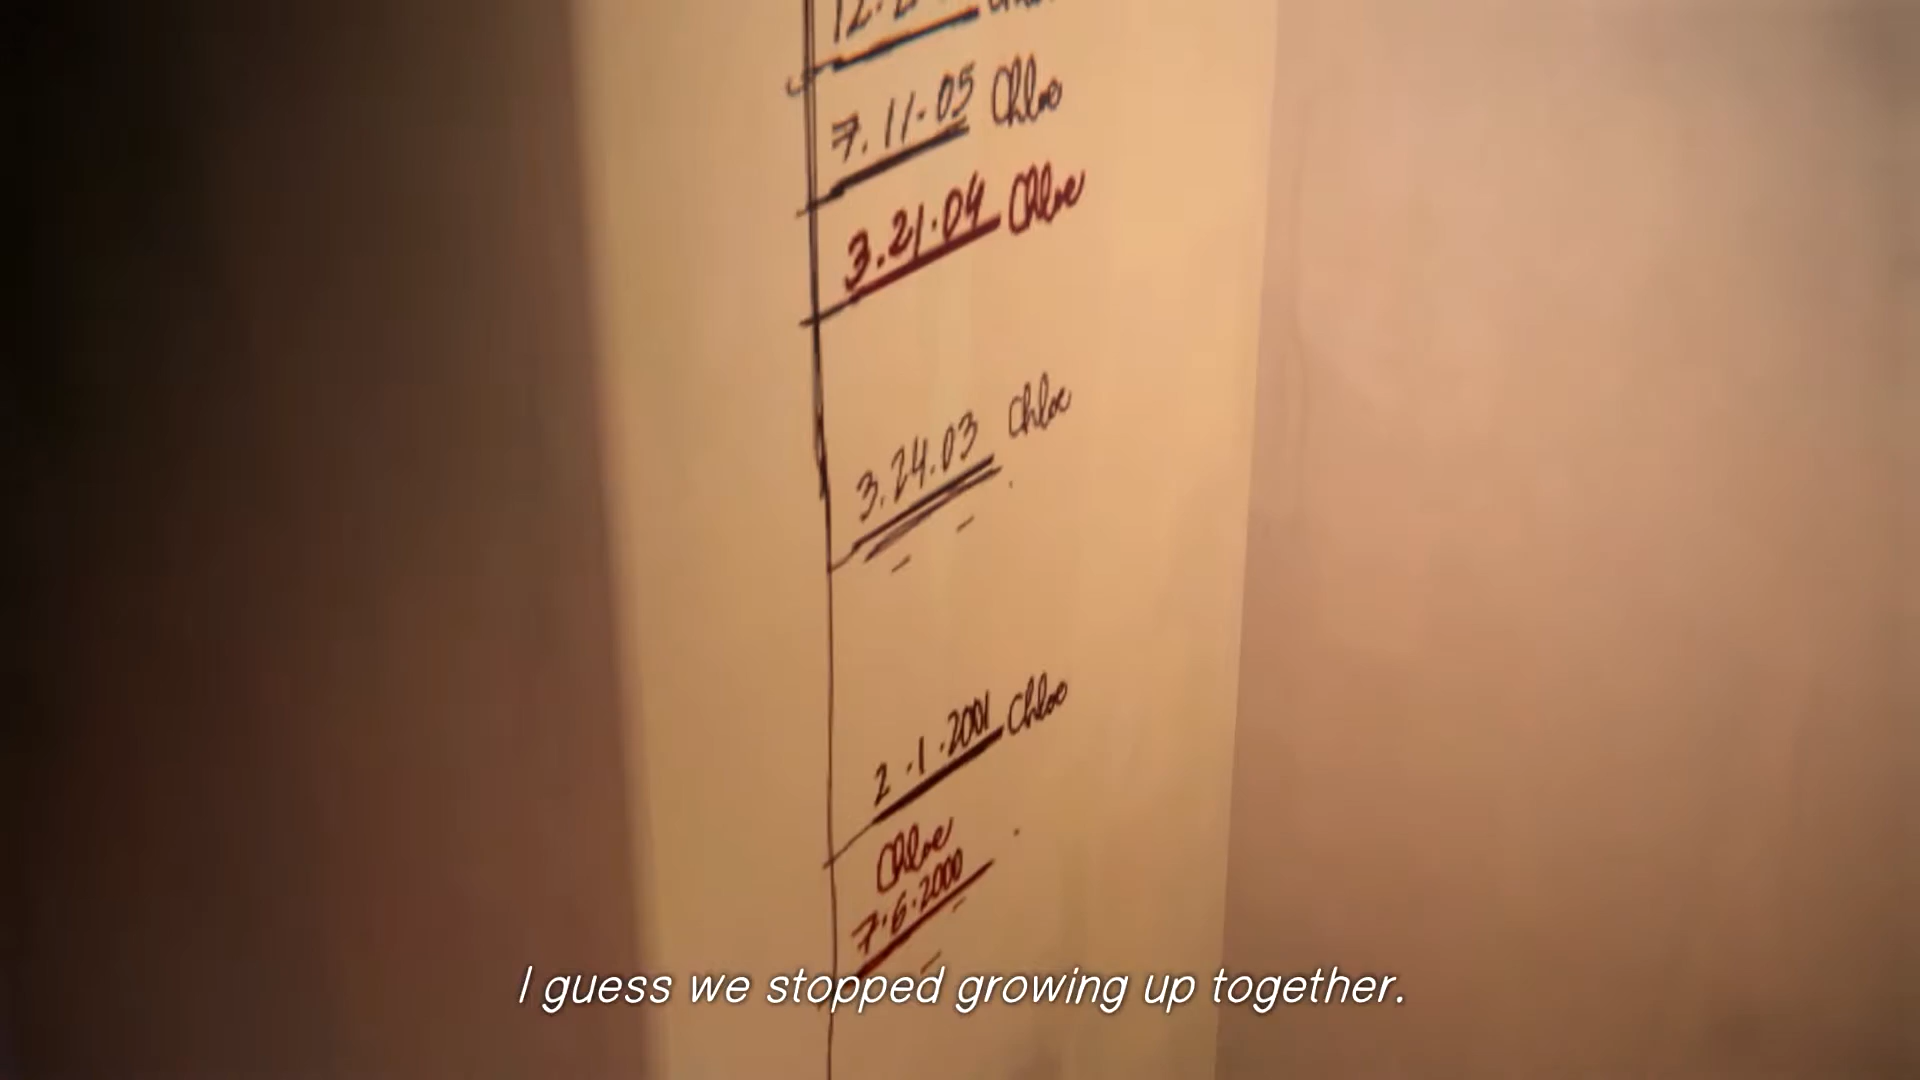 7.11.05 Chloe
3.21.04 Chloe
3.24.03 Chloe
2.1.2001 Chloe
Chloe
7.6.2000
I guess we stopped growing up together.